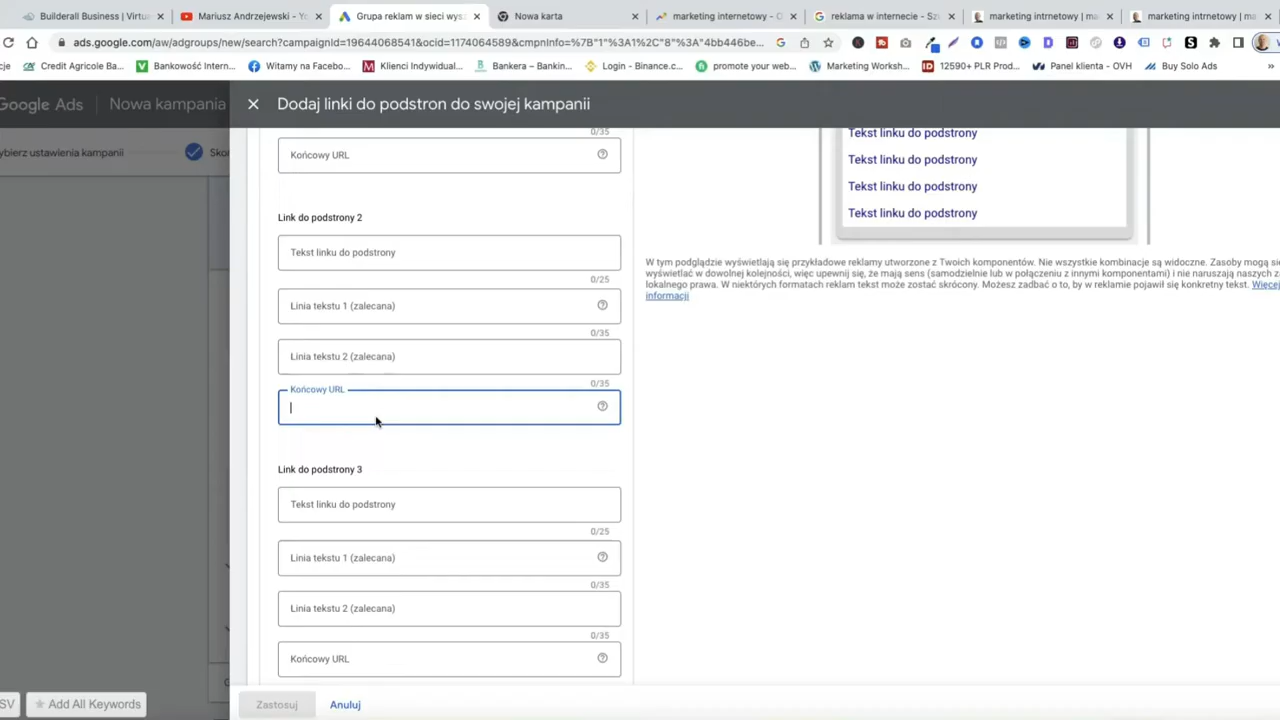 Builderall Business | Virtu
Mariusz Andrzejewski - Yo
Grupa reklam w sieci wysz
Nowa karta
marketing internetowy - O
reklama w internecie - Sz
marketing intrnetowy | ma
marketing intrnetowy | ma
ads.google.com/aw/adgroups/new/search?campaignId=19644068541&ocid=1174064589&cmpnInfo=%7B"1"%3A1%2C"8"%3A"4bb446be...
cje
Credit Agricole Ba...
Bankowość Intern...
Witamy na Facebo...
Klienci Indywidual...
Bankera – Bankin...
Login - Binance.c...
promote your web...
Marketing Worksh...
12590+ PLR Prod...
Panel klienta - OVH
Buy Solo Ads
»
Google Ads
Nowa kampania
Dodaj linki do podstron do swojej kampanii
ybierz ustawienia kampanii
Skon
0/35
Końcowy URL
Link do podstrony 2
Tekst linku do podstrony
0/25
Linia tekstu 1 (zalecana)
0/35
Linia tekstu 2 (zalecana)
0/35
Końcowy URL
Link do podstrony 3
Tekst linku do podstrony
0/25
Linia tekstu 1 (zalecana)
0/35
Linia tekstu 2 (zalecana)
0/35
Końcowy URL
Tekst linku do podstrony
Tekst linku do podstrony
Tekst linku do podstrony
Tekst linku do podstrony
W tym podglądzie wyświetlają się przykładowe reklamy utworzone z Twoich komponentów. Nie wszystkie kombinacje są widoczne. Zasoby mogą si
wyświetlać w dowolnej kolejności, więc upewnij się, że mają sens (samodzielnie lub w połączeniu z innymi komponentami) i nie naruszają naszych z
lokalnego prawa. W niektórych formatach reklam tekst może zostać skrócony. Możesz zadbać o to, by w reklamie pojawił się konkretny tekst. Więcej
informacji
SV
Add All Keywords
Zastosuj
Anuluj